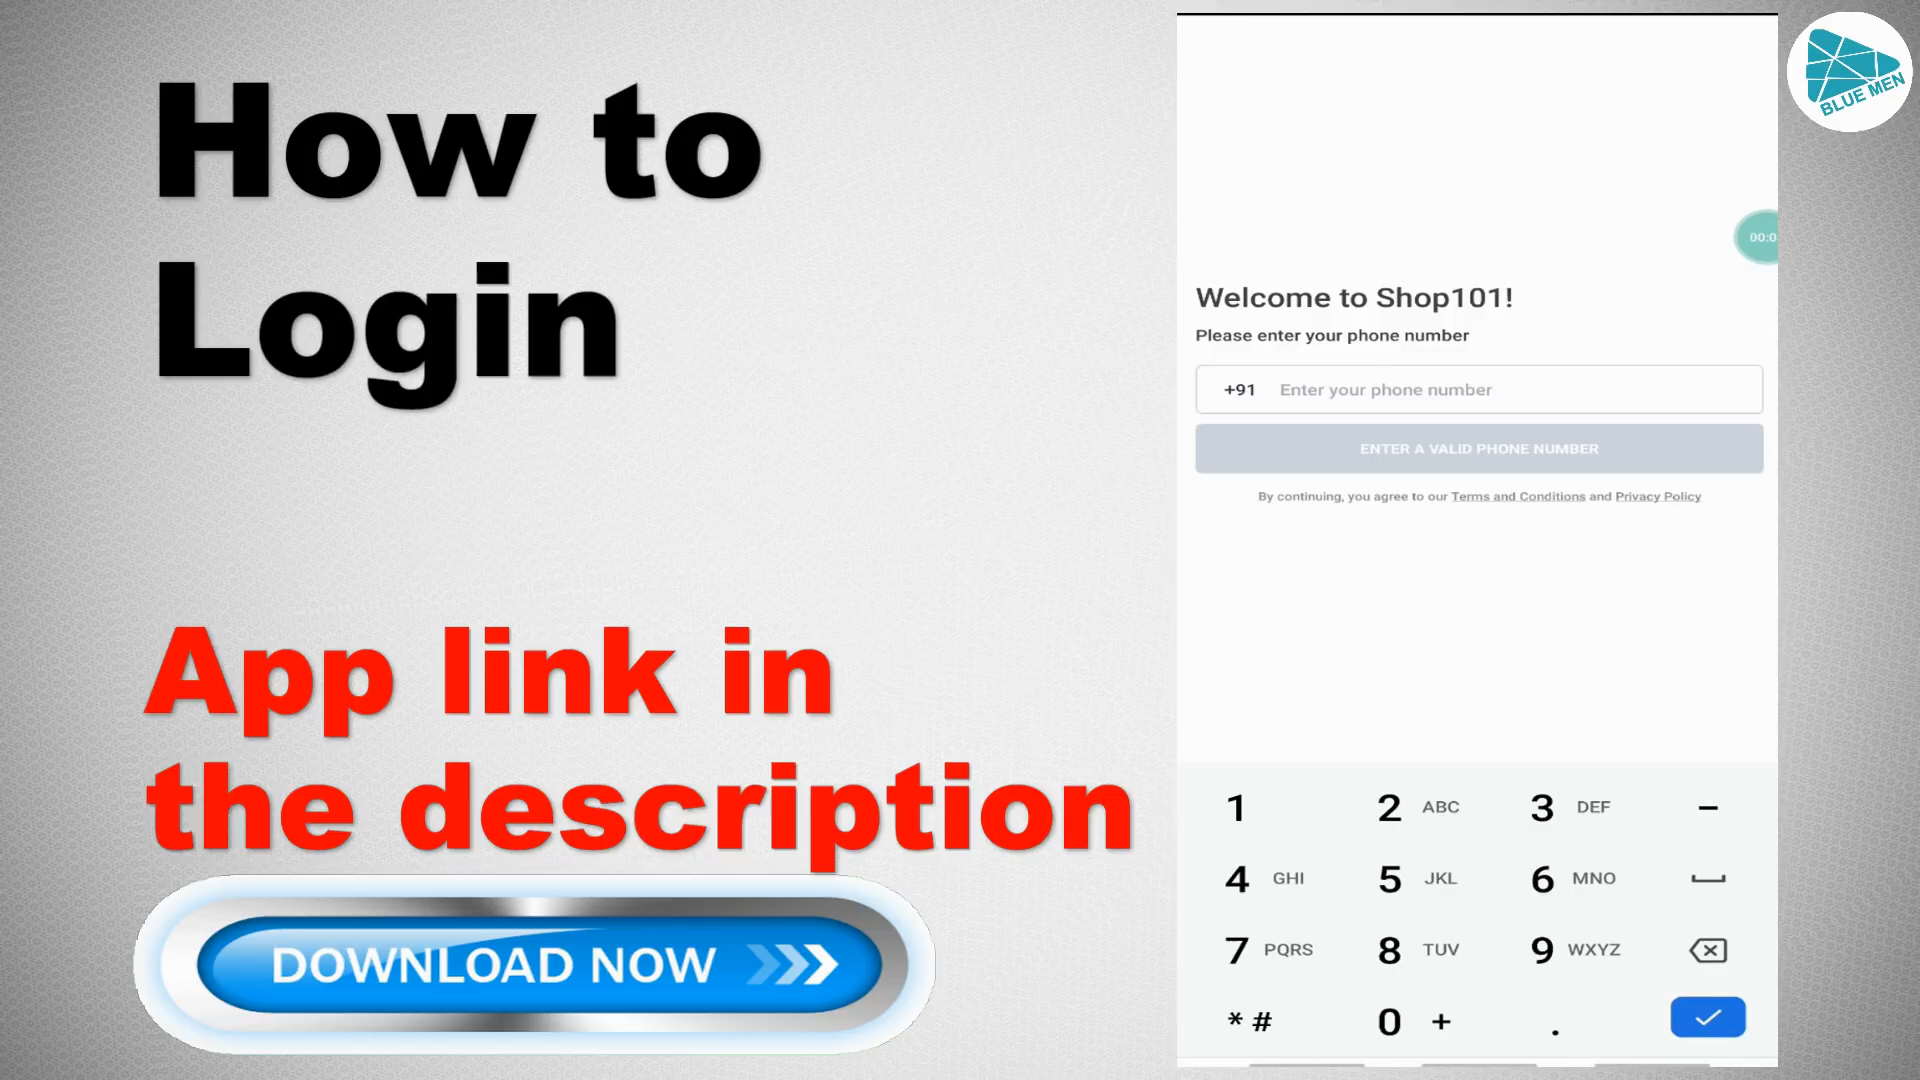 How to
Login
App link in
the description
DOWNLOAD NOW
BLUE MEN
00:0
Welcome to Shop101!
Please enter your phone number
+91 Enter your phone number
ENTER A VALID PHONE NUMBER
By continuing, you agree to our Terms and Conditions and Privacy Policy
1 2 ABC 3 DEF –
4 GHI 5 JKL 6 MNO
7 PQRS 8 TUV 9 WXYZ
* # 0 + .